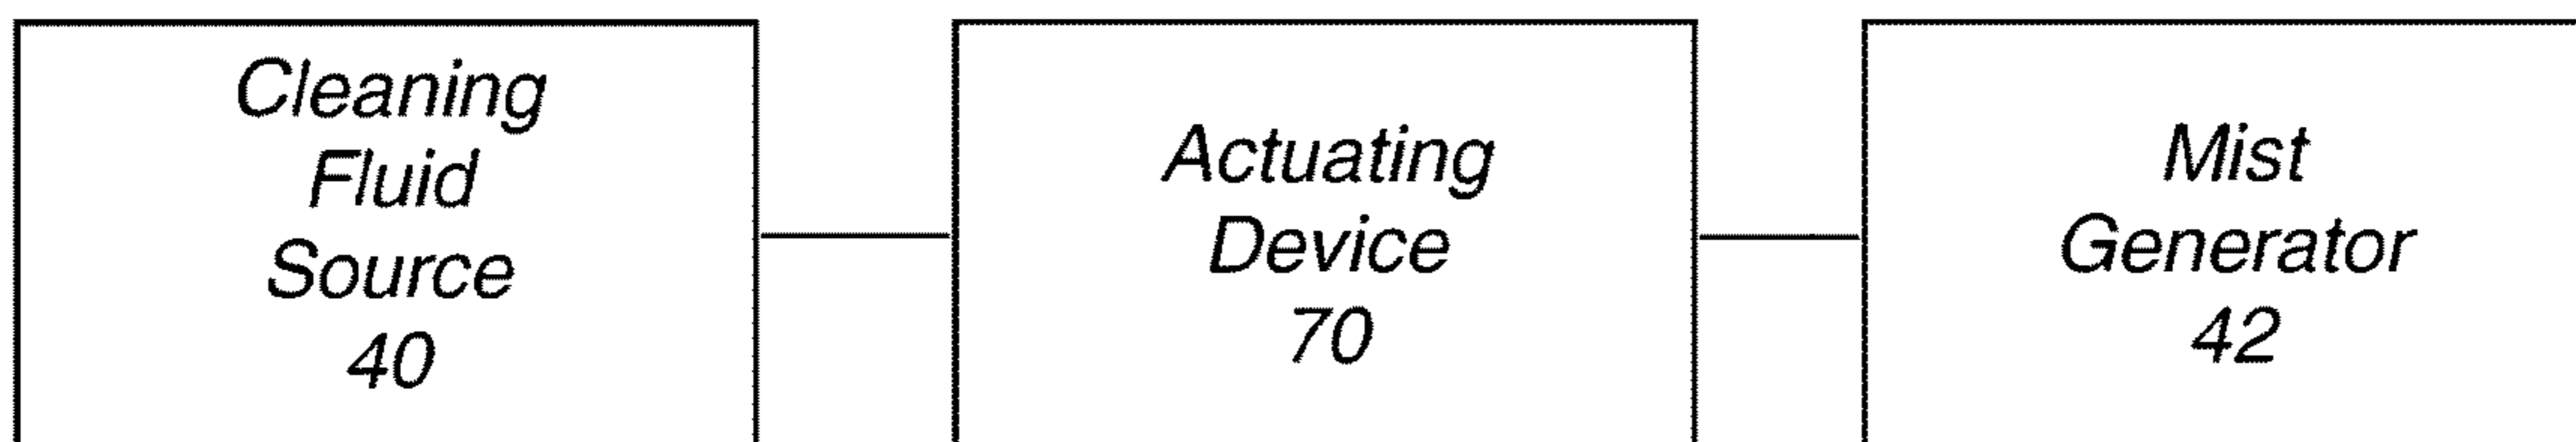 Cleaning
Fluid
Source
40
Actuating
Device
70
Mist
Generator
42